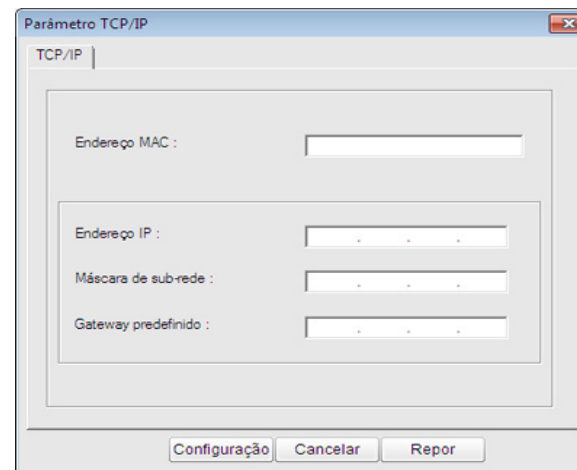 Parâmetro TCP/IP
TCP/IP
Endereço MAC :
Endereço IP :
. . .
Máscara de sub-rede :
. . .
Gateway predefinido :
. . .
Configuração Cancelar Repor